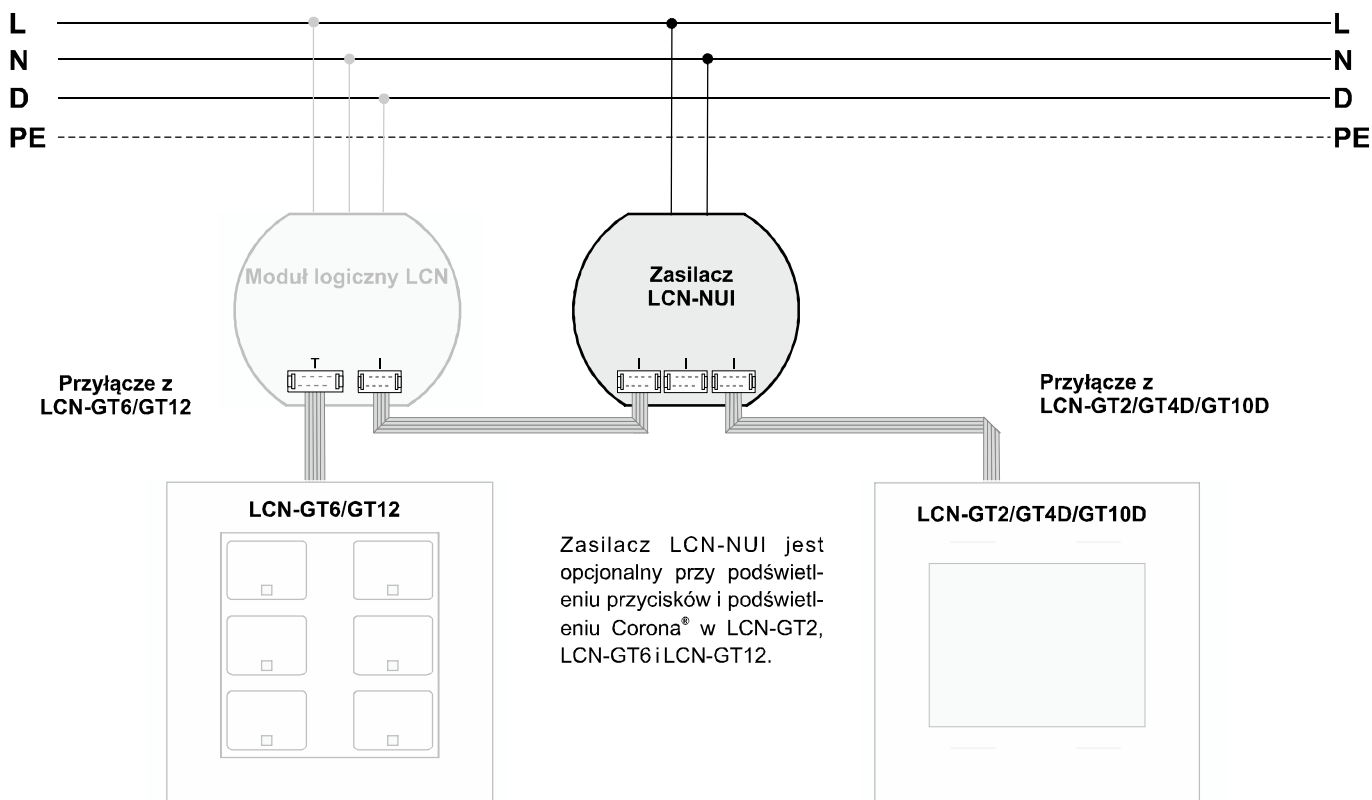 L L
N N
D D
PE PE
Moduł logiczny LCN
Zasilacz
LCN-NUI
T I
I I I
Przyłącze z
LCN-GT6/GT12
Przyłącze z
LCN-GT2/GT4D/GT10D
LCN-GT6/GT12
LCN-GT2/GT4D/GT10D
Zasilacz LCN-NUI jest
opcjonalny przy podświetl-
eniu przycisków i podświetl-
eniu Corona® w LCN-GT2,
LCN-GT6 i LCN-GT12.